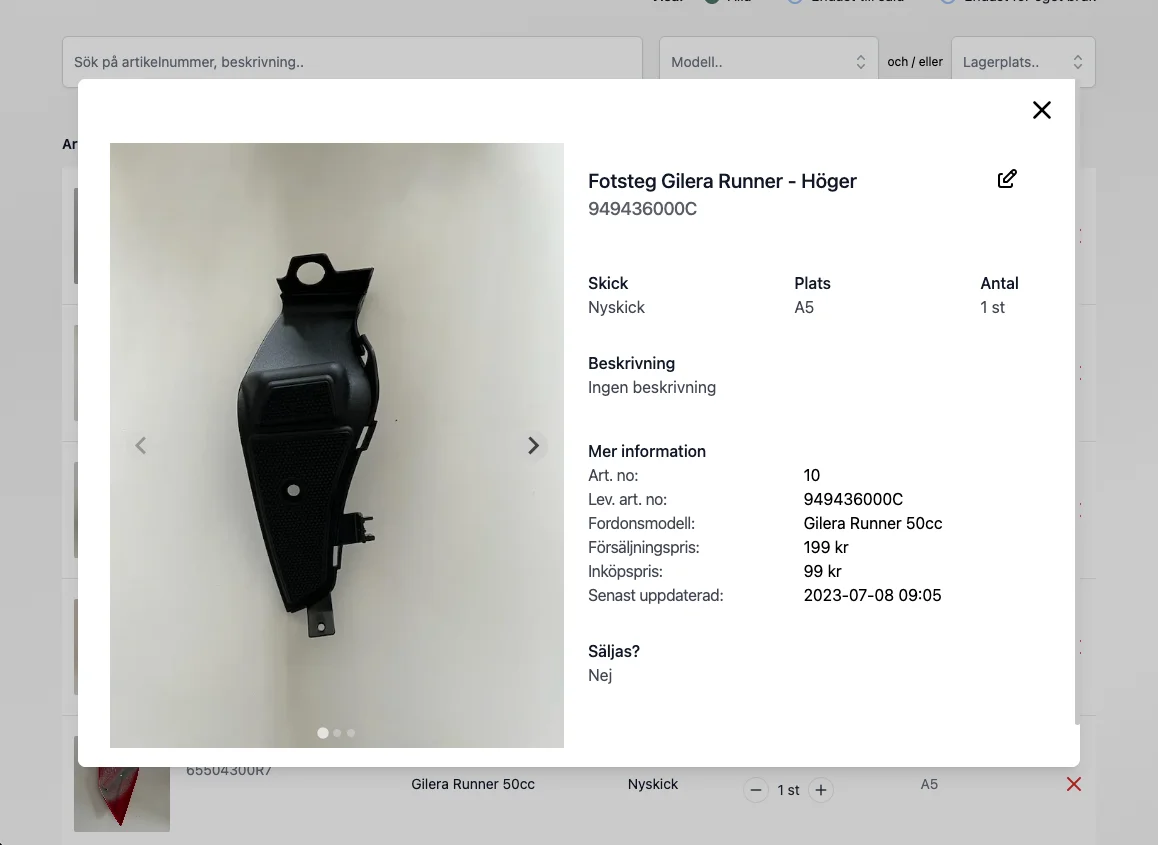 Sök på artikelnummer, beskrivning..
Modell..
och / eller
Lagerplats..
Ar
Fotsteg Gilera Runner - Höger
949436000C
Skick
Plats
Antal
Nyskick
A5
1 st
Beskrivning
Ingen beskrivning
Mer information
Art. no:
10
Lev. art. no:
949436000C
Fordonsmodell:
Gilera Runner 50cc
Försäljningspris:
199 kr
Inköpspris:
99 kr
Senast uppdaterad:
2023-07-08 09:05
Säljas?
Nej
65504300R7
Gilera Runner 50cc
Nyskick
1 st
A5